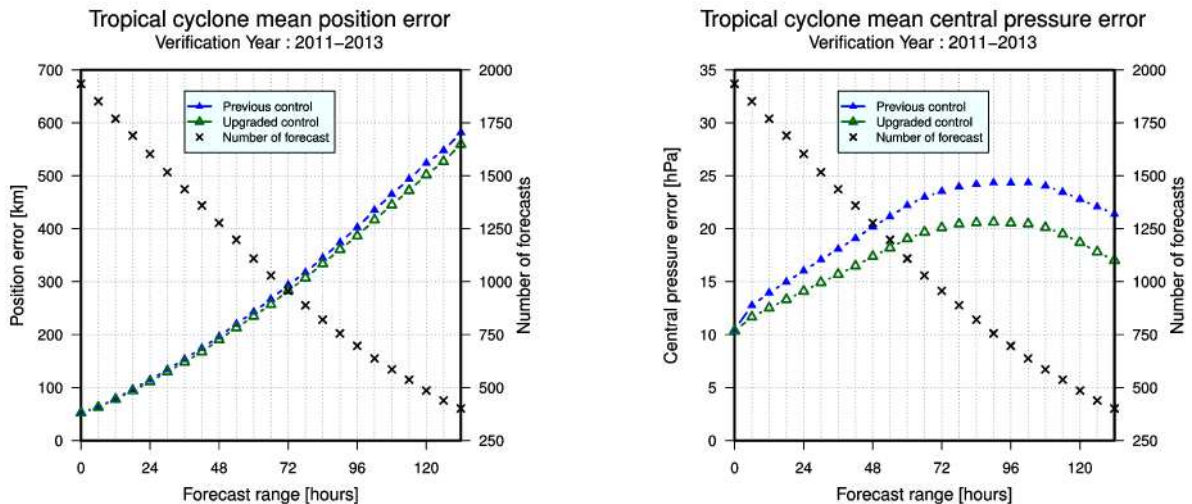 Tropical cyclone mean position error
Verification Year : 2011–2013
700
600
500
400
300
200
100
0
Position error [km]
2000
1750
1500
1250
1000
750
500
250
Number of forecasts
Previous control
Upgraded control
Number of forecast
0 24 48 72 96 120
Forecast range [hours]
Tropical cyclone mean central pressure error
Verification Year : 2011–2013
35
30
25
20
15
10
5
0
Central pressure error [hPa]
2000
1750
1500
1250
1000
750
500
250
Number of forecasts
Previous control
Upgraded control
Number of forecast
0 24 48 72 96 120
Forecast range [hours]